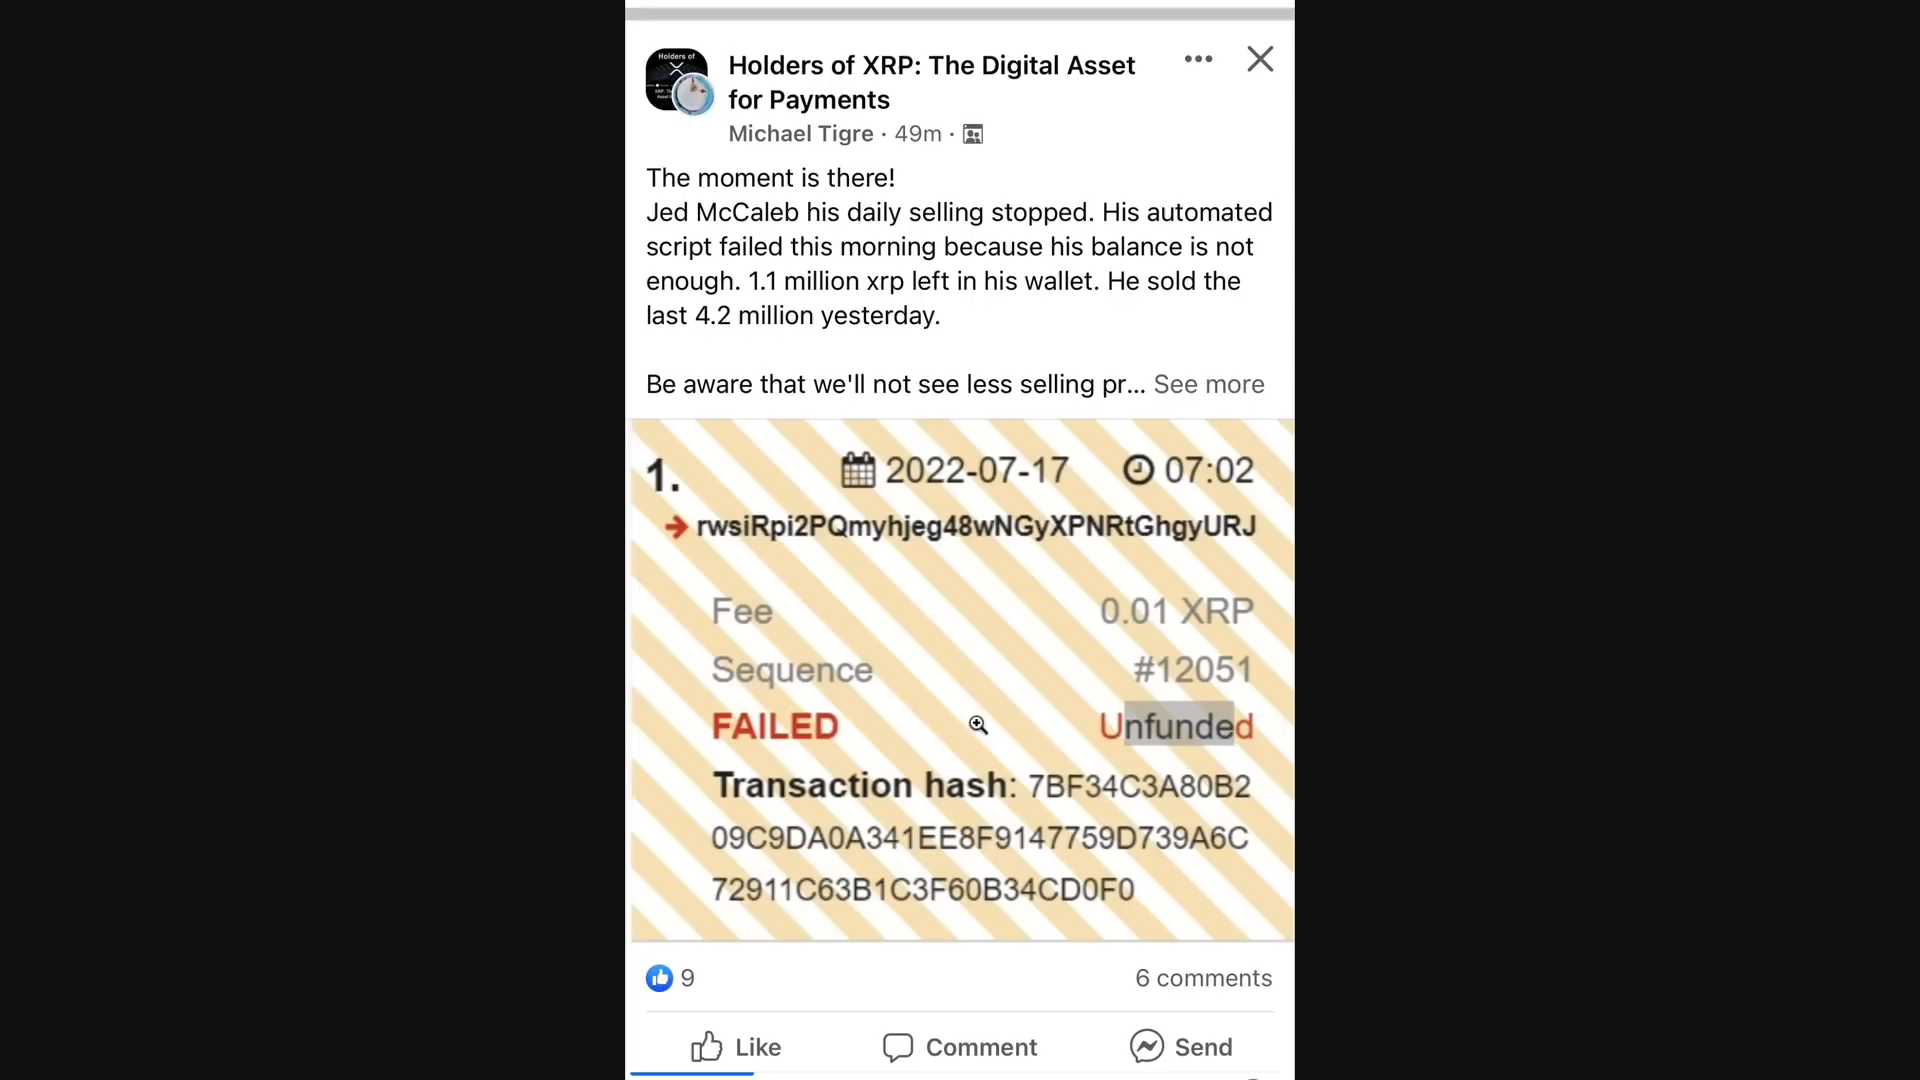 Holders of
Holders of XRP: The Digital Asset
for Payments
Michael Tigre · 49m ·
The moment is there!
Jed McCaleb his daily selling stopped. His automated
script failed this morning because his balance is not
enough. 1.1 million xrp left in his wallet. He sold the
last 4.2 million yesterday.
Be aware that we'll not see less selling pr... See more
1. 2022-07-17 07:02
rwsiRpi2PQmyhjeg48wNGyXPNRtGhgyURJ
Fee 0.01 XRP
Sequence #12051
FAILED Unfunded
Transaction hash: 7BF34C3A80B2
09C9DA0A341EE8F9147759D739A6C
72911C63B1C3F60B34CD0F0
9 6 comments
Like Comment Send